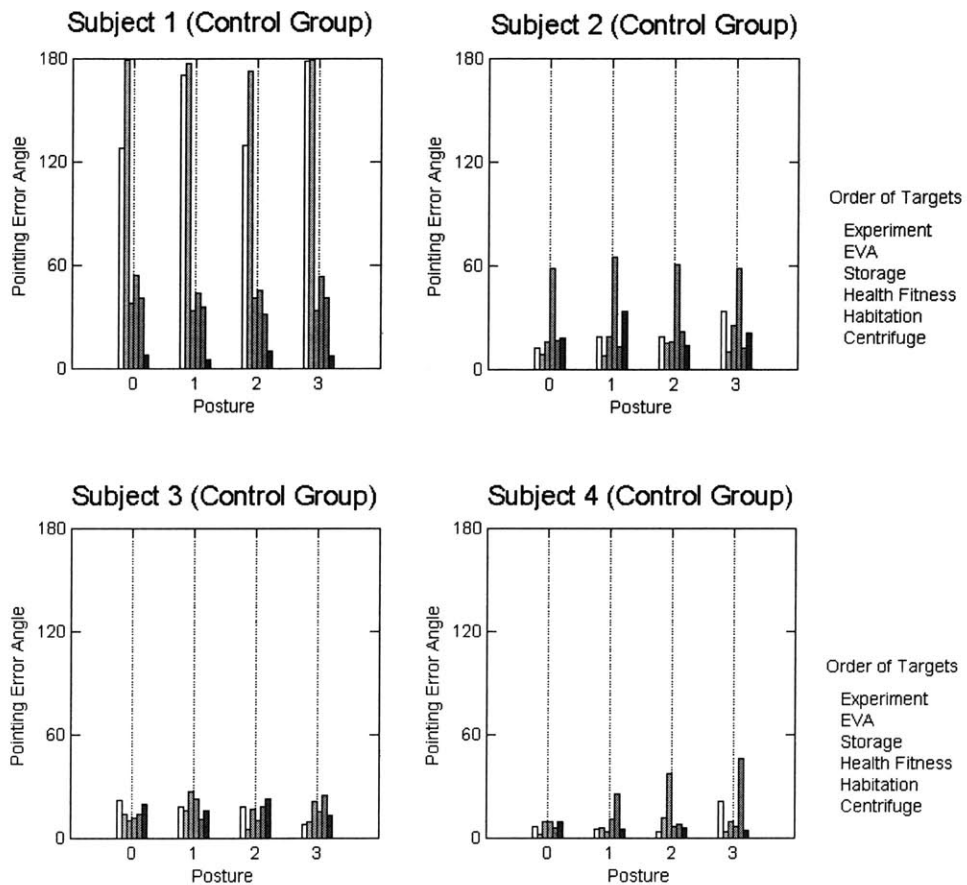 Subject 1 (Control Group)
180
120
60
0
Pointing Error Angle
0 1 2 3
Posture
Subject 2 (Control Group)
180
120
60
0
Pointing Error Angle
0 1 2 3
Posture
Order of Targets
Experiment
EVA
Storage
Health Fitness
Habitation
Centrifuge
Subject 3 (Control Group)
180
120
60
0
Pointing Error Angle
0 1 2 3
Posture
Subject 4 (Control Group)
180
120
60
0
Pointing Error Angle
0 1 2 3
Posture
Order of Targets
Experiment
EVA
Storage
Health Fitness
Habitation
Centrifuge